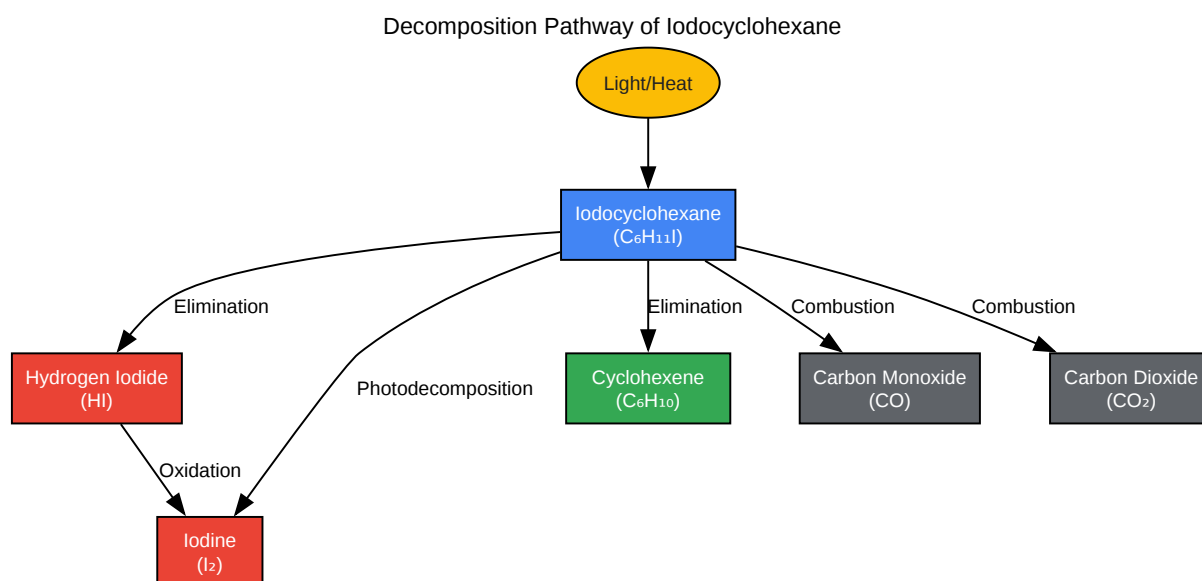 Decomposition Pathway of Iodocyclohexane
Light/Heat
Iodocyclohexane
(C₆H₁₁I)
Elimination
Elimination
Combustion
Combustion
Hydrogen Iodide
(HI)
Photodecomposition
Cyclohexene
(C₆H₁₀)
Carbon Monoxide
(CO)
Carbon Dioxide
(CO₂)
Oxidation
Iodine
(I₂)